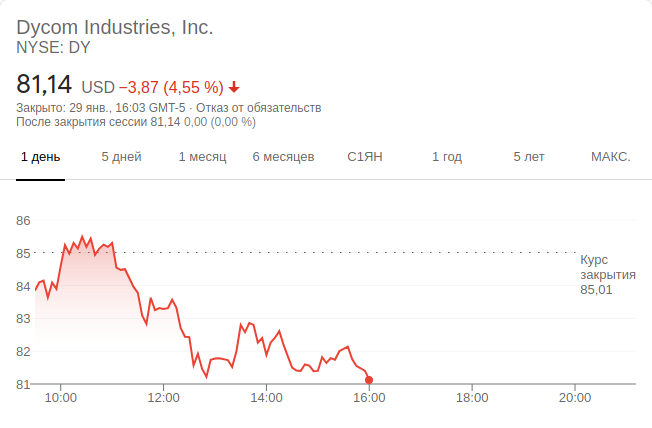 Dycom Industries, Inc.
NYSE: DY
81,14 USD −3,87 (4,55 %)
Закрыто: 29 янв., 16:03 GMT-5 · Отказ от обязательств
После закрытия сессии 81,14 0,00 (0,00 %)
1 день 5 дней 1 месяц 6 месяцев С1ЯН 1 год 5 лет МАКС.
86
85
84
83
82
81
Курс
закрытия
85,01
10:00 12:00 14:00 16:00 18:00 20:00